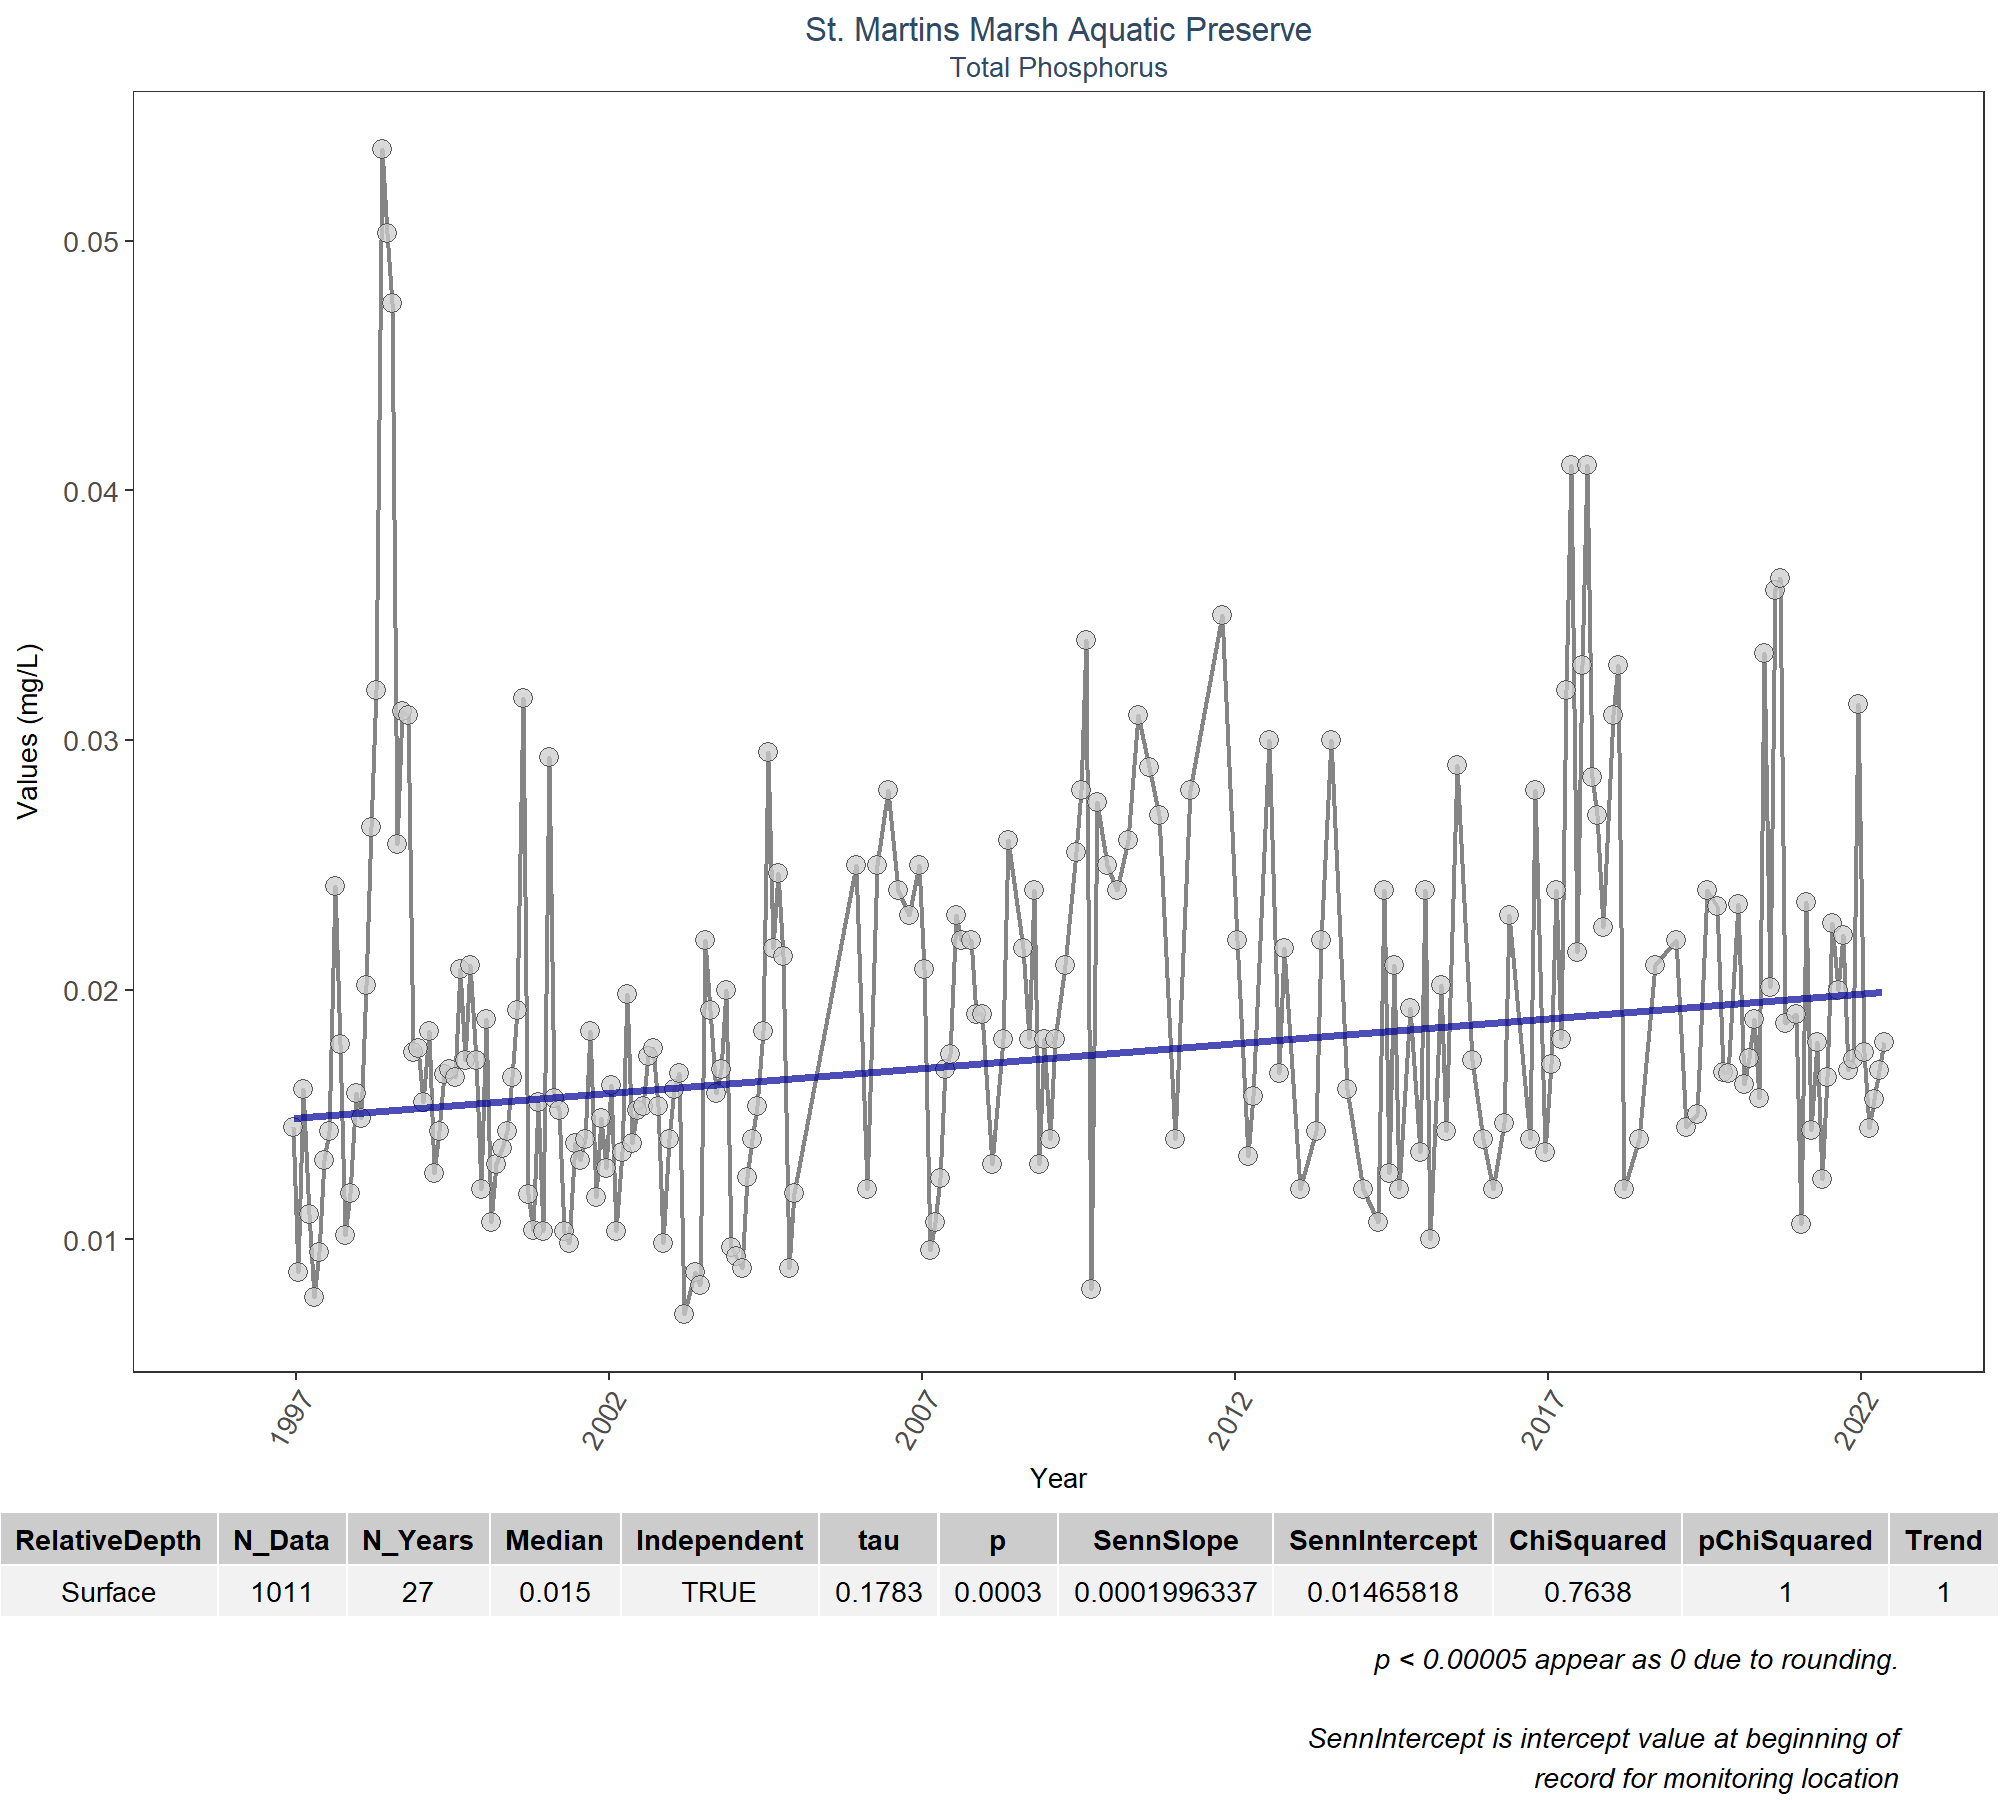 St. Martins Marsh Aquatic Preserve
Total Phosphorus
0.05
0.04
0.03
0.02
0.01
Values (mg/L)
1997
2002
2007
2012
2017
2022
Year
RelativeDepth N_Data N_Years Median Independent tau p SennSlope SennIntercept ChiSquared pChiSquared Trend
Surface 1011 27 0.015 TRUE 0.1783 0.0003 0.0001996337 0.01465818 0.7638 1 1
p < 0.00005 appear as 0 due to rounding.
SennIntercept is intercept value at beginning of
record for monitoring location